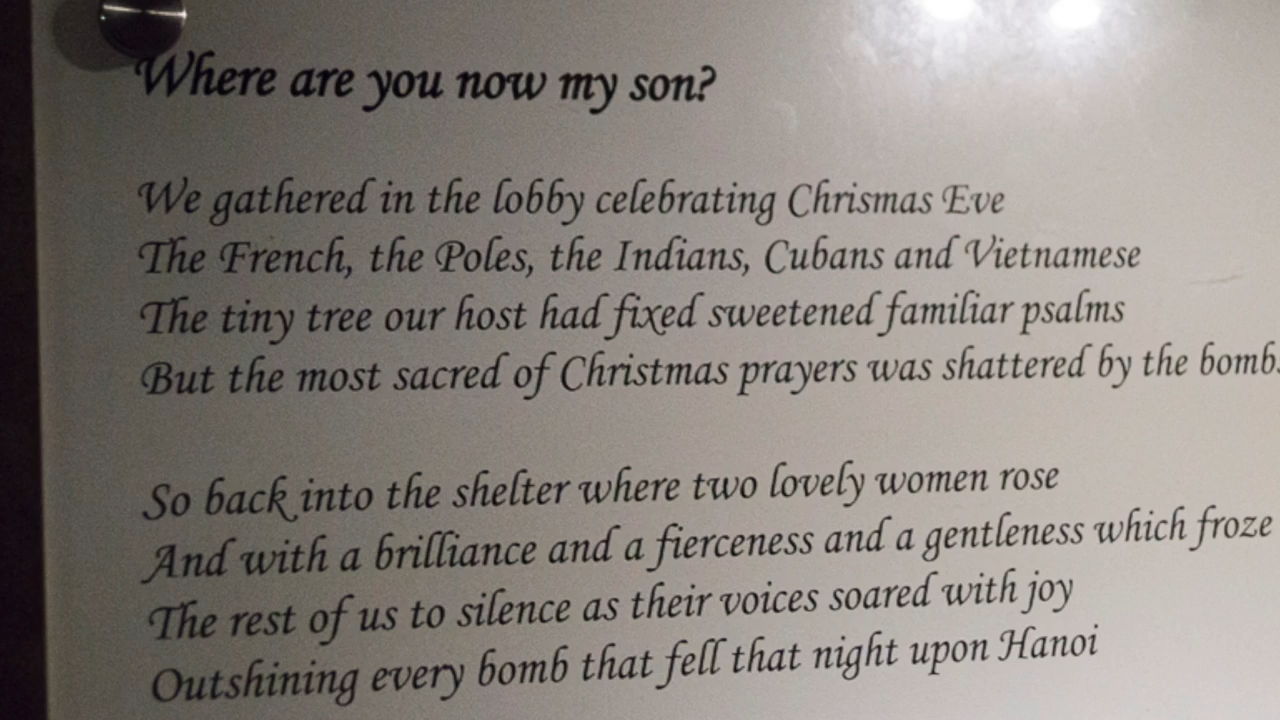 Where are you now my son?
We gathered in the lobby celebrating Chrismas Eve
The French, the Poles, the Indians, Cubans and Vietnamese
The tiny tree our host had fixed sweetened familiar psalms
But the most sacred of Christmas prayers was shattered by the bombs
So back into the shelter where two lovely women rose
And with a brilliance and a fierceness and a gentleness which froze
The rest of us to silence as their voices soared with joy
Outshining every bomb that fell that night upon Hanoi